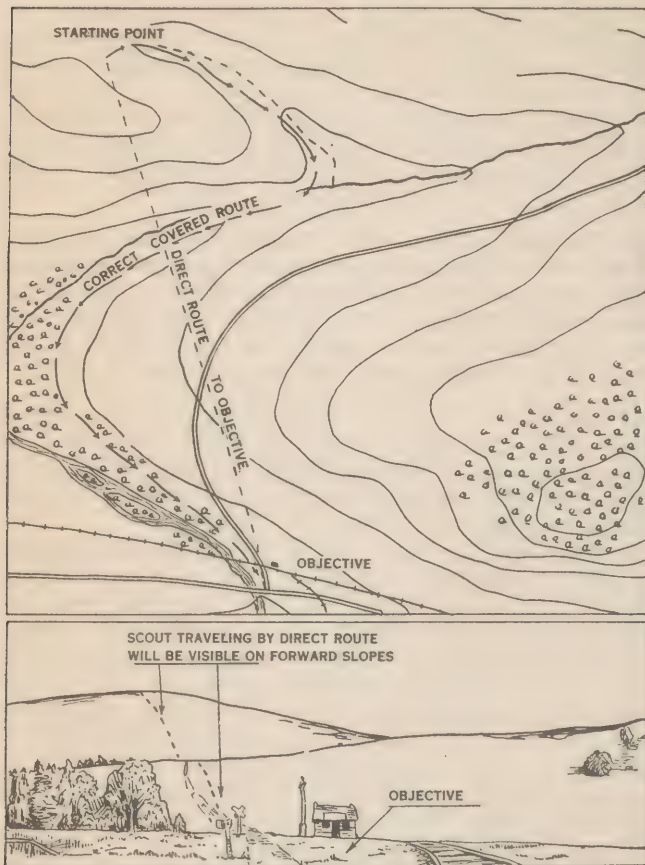 STARTING POINT
CORRECT COVERED ROUTE
DIRECT ROUTE
TO OBJECTIVE
OBJECTIVE
SCOUT TRAVELING BY DIRECT ROUTE
WILL BE VISIBLE ON FORWARD SLOPES
OBJECTIVE